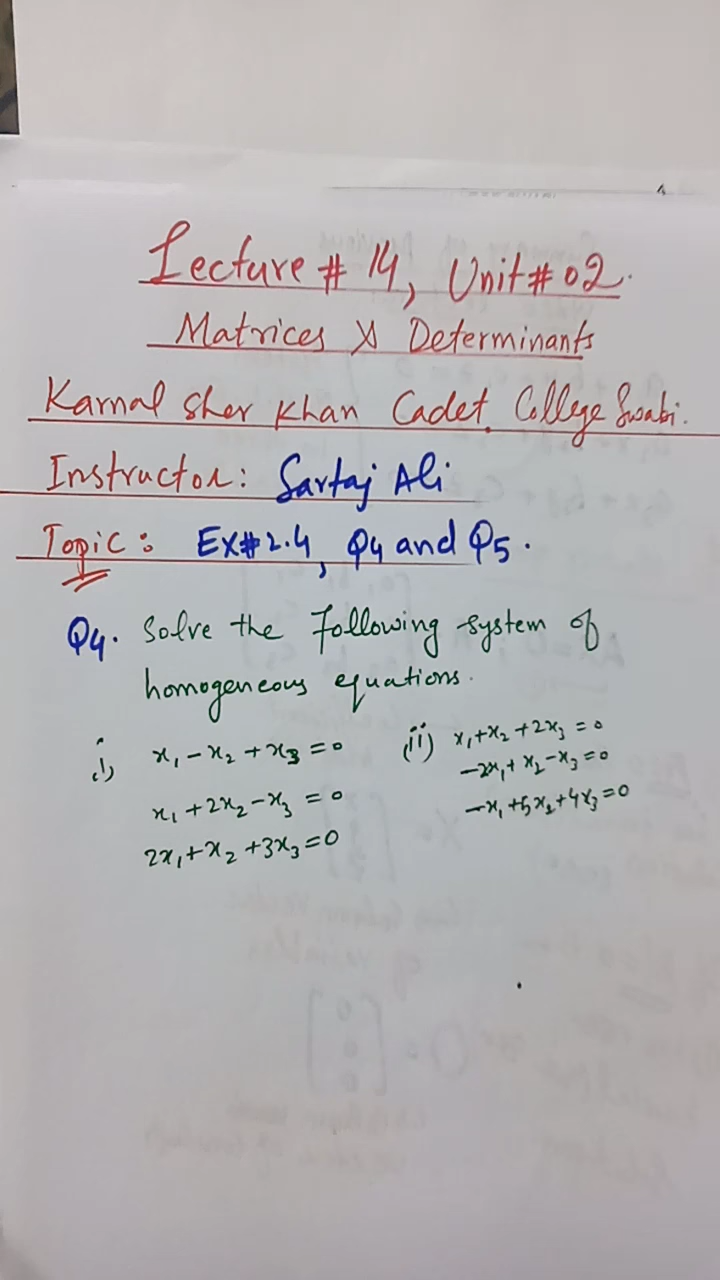 Lecture # 14, Unit # 02.
Matrices & Determinants
Karnal Sher Khan Cadet College Swabi.
Instructor: Sartaj Ali
Topic: EX#2.4, Q4 and Q5.
Q4. Solve the following system of
homogeneous equations.
i) x₁ - x₂ + x₃ = 0
x₁ + 2x₂ - x₃ = 0
2x₁ + x₂ + 3x₃ = 0
(ii) x₁ + x₂ + 2x₃ = 0
-2x₁ + x₂ - x₃ = 0
-x₁ + 5x₂ + 4x₃ = 0